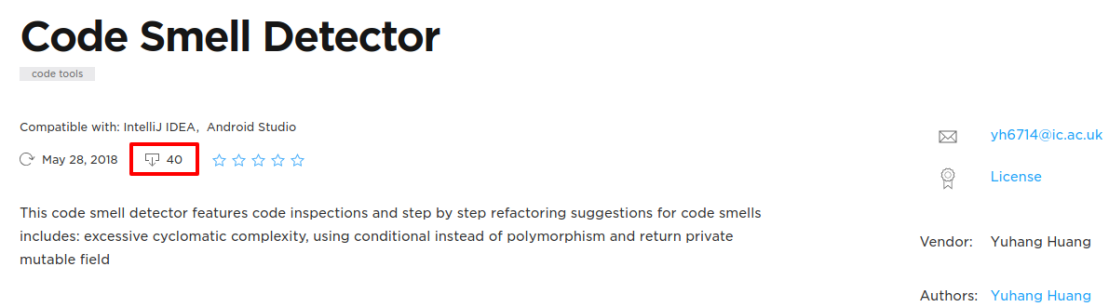 Code Smell Detector
code tools
Compatible with: IntelliJ IDEA, Android Studio
May 28, 2018 40
This code smell detector features code inspections and step by step refactoring suggestions for code smells
includes: excessive cyclomatic complexity, using conditional instead of polymorphism and return private
mutable field
yh6714@ic.ac.uk
License
Vendor: Yuhang Huang
Authors: Yuhang Huang